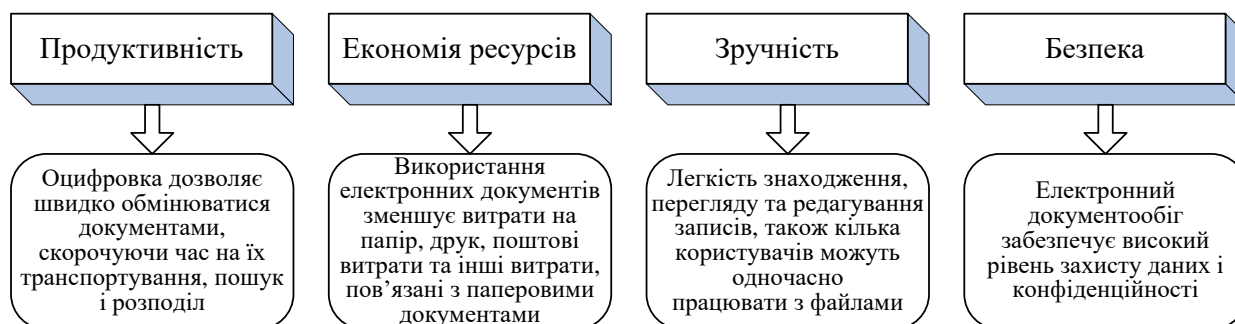 Продуктивність
Економія ресурсів
Зручність
Безпека
Оцифровка дозволяє
швидко обмінюватися
документами,
скорочуючи час на їх
транспортування, пошук
і розподіл
Використання
електронних документів
зменшує витрати на
папір, друк, поштові
витрати та інші витрати,
пов’язані з паперовими
документами
Легкість знаходження,
перегляду та редагування
записів, також кілька
користувачів можуть
одночасно
працювати з файлами
Електронний
документообіг
забезпечує високий
рівень захисту даних і
конфіденційності